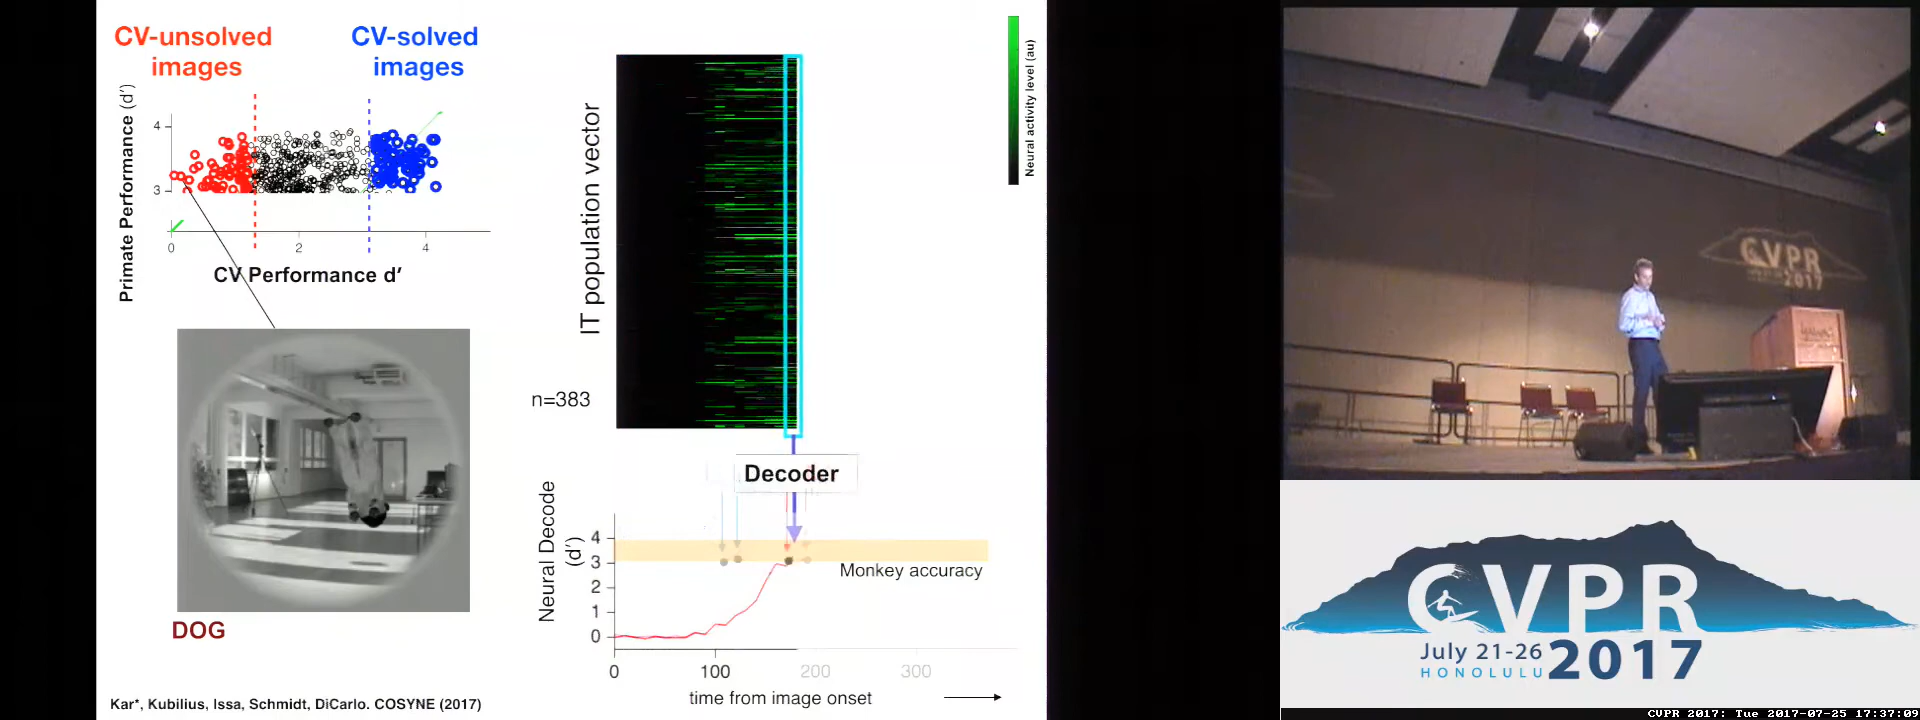 CV-unsolved images
CV-solved images
Primate Performance (d′)
4
3
0
2
4
CV Performance d′
DOG
Kar*, Kubilius, Issa, Schmidt, DiCarlo. COSYNE (2017)
IT population vector
n=383
Neural activity level (au)
Decoder
Neural Decode (d′)
4
3
2
1
0
Monkey accuracy
0
100
200
300
time from image onset
CVPR
2017
CVPR
July 21-26
HONOLULU
2017
CVPR 2017: Tue 2017-07-25 17:37:09